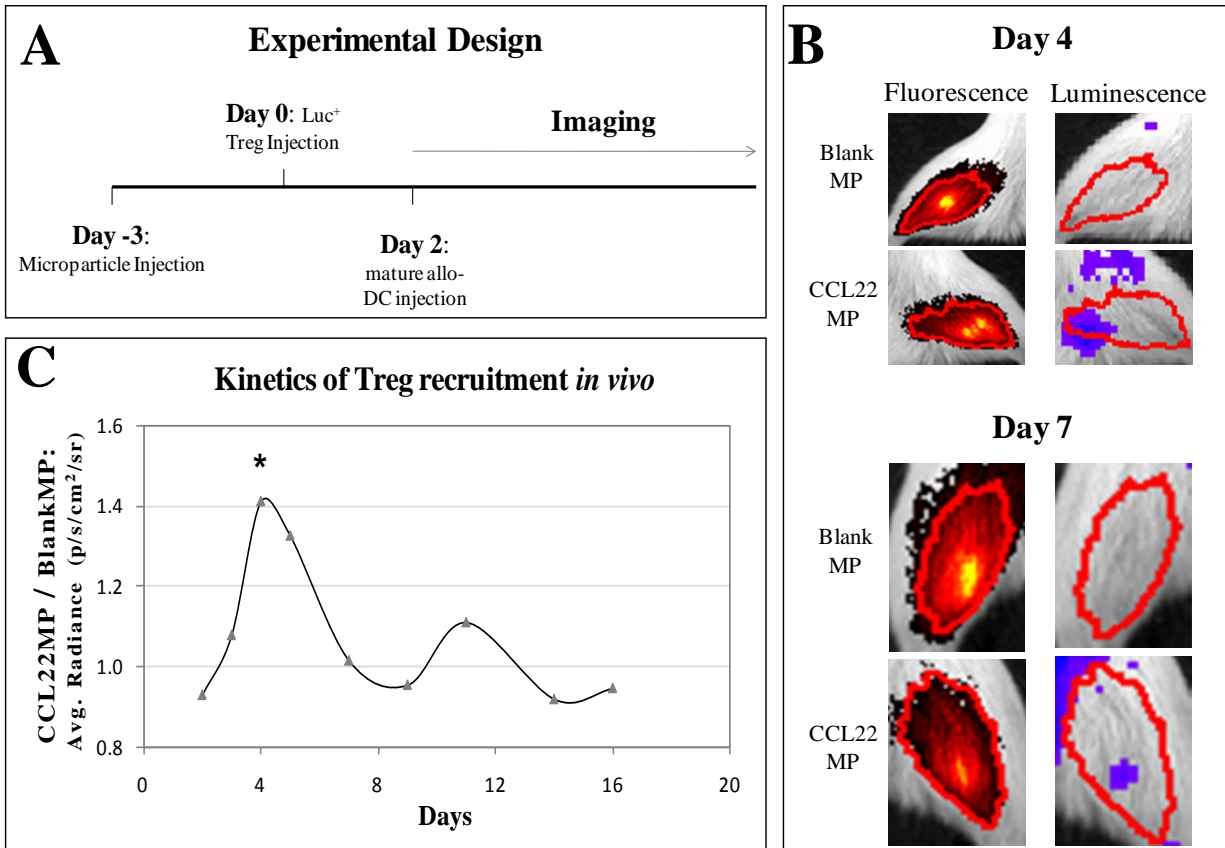 A
Experimental Design
Day 0: Luc+
Treg Injection
Imaging
Day -3:
Microparticle Injection
Day 2:
mature allo-
DC injection
B
Day 4
Fluorescence
Luminescence
Blank
MP
CCL22
MP
Day 7
Blank
MP
CCL22
MP
C
Kinetics of Treg recruitment in vivo
CCL22MP / BlankMP:
Avg. Radiance (p/s/cm²/sr)
1.6
1.4
1.2
1.0
0.8
*
0
4
8
12
16
20
Days